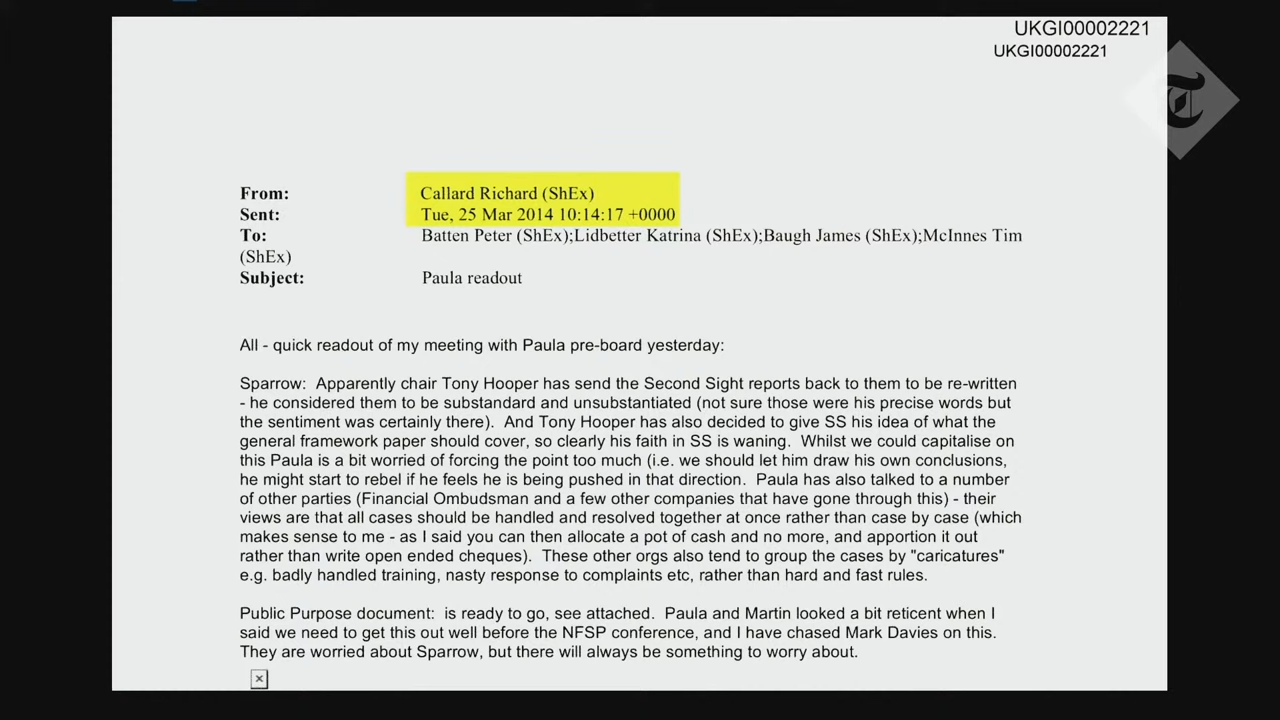 UKGI00002221
UKGI00002221
From: Callard Richard (ShEx)
Sent: Tue, 25 Mar 2014 10:14:17 +0000
To: Batten Peter (ShEx);Lidbetter Katrina (ShEx);Baugh James (ShEx);McInnes Tim
(ShEx)
Subject: Paula readout
All - quick readout of my meeting with Paula pre-board yesterday:
Sparrow: Apparently chair Tony Hooper has send the Second Sight reports back to them to be re-written
- he considered them to be substandard and unsubstantiated (not sure those were his precise words but
the sentiment was certainly there). And Tony Hooper has also decided to give SS his idea of what the
general framework paper should cover, so clearly his faith in SS is waning. Whilst we could capitalise on
this Paula is a bit worried of forcing the point too much (i.e. we should let him draw his own conclusions,
he might start to rebel if he feels he is being pushed in that direction. Paula has also talked to a number
of other parties (Financial Ombudsman and a few other companies that have gone through this) - their
views are that all cases should be handled and resolved together at once rather than case by case (which
makes sense to me - as I said you can then allocate a pot of cash and no more, and apportion it out
rather than write open ended cheques). These other orgs also tend to group the cases by "caricatures"
e.g. badly handled training, nasty response to complaints etc, rather than hard and fast rules.
Public Purpose document: is ready to go, see attached. Paula and Martin looked a bit reticent when I
said we need to get this out well before the NFSP conference, and I have chased Mark Davies on this.
They are worried about Sparrow, but there will always be something to worry about.